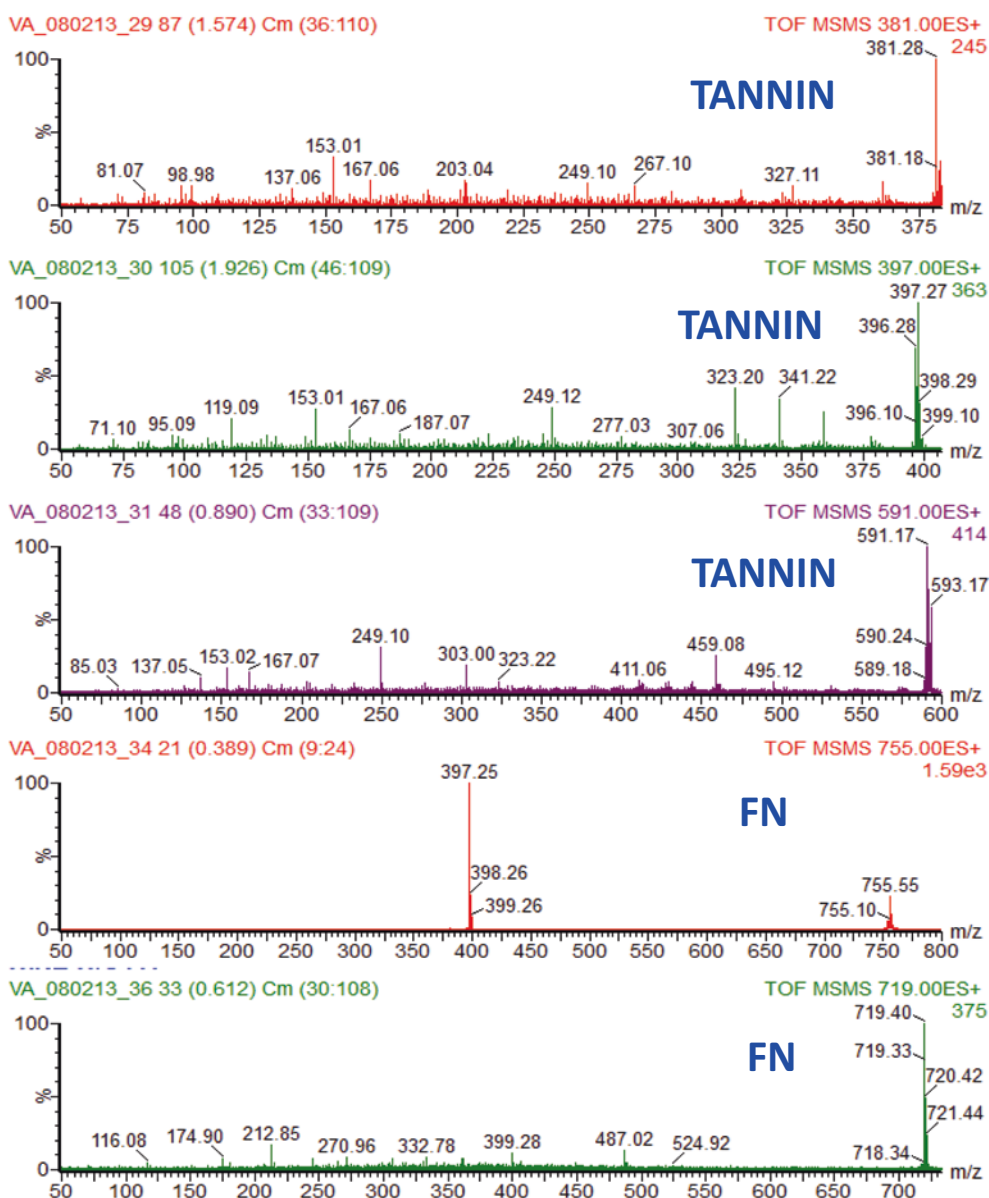 VA_080213_29 87 (1.574) Cm (36:110) TOF MSMS 381.00ES+
100 381.28 245
TANNIN
%
153.01
81.07 98.98 137.06 167.06 203.04 249.10 267.10 327.11 381.18
0
50 75 100 125 150 175 200 225 250 275 300 325 350 375 m/z
VA_080213_30 105 (1.926) Cm (46:109) TOF MSMS 397.00ES+
100 397.27 363
TANNIN 396.28
%
71.10 95.09 119.09 153.01 167.06 187.07 249.12 277.03 307.06 323.20 341.22 396.10 398.29 399.10
0
50 75 100 125 150 175 200 225 250 275 300 325 350 375 400 m/z
VA_080213_31 48 (0.890) Cm (33:109) TOF MSMS 591.00ES+
100 591.17 414
TANNIN 593.17
%
85.03 137.05 153.02 167.07 249.10 303.00 323.22 411.06 459.08 495.12 590.24 589.18
0
50 100 150 200 250 300 350 400 450 500 550 600 m/z
VA_080213_34 21 (0.389) Cm (9:24) TOF MSMS 755.00ES+
100 397.25 1.59e3
FN
%
398.26 755.55
399.26 755.10
0
50 100 150 200 250 300 350 400 450 500 550 600 650 700 750 800 m/z
VA_080213_36 33 (0.612) Cm (30:108) TOF MSMS 719.00ES+
100 719.40 375
FN 719.33
%
720.42
721.44
116.08 174.90 212.85 270.96 332.78 399.28 487.02 524.92 718.34
0
50 100 150 200 250 300 350 400 450 500 550 600 650 700 m/z